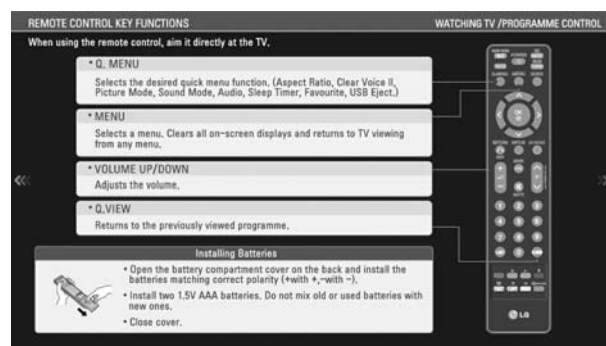 REMOTE CONTROL KEY FUNCTIONS
WATCHING TV /PROGRAMME CONTROL
When using the remote control, aim it directly at the TV.
• Q. MENU
Selects the desired quick menu function. (Aspect Ratio, Clear Voice II,
Picture Mode, Sound Mode, Audio, Sleep Timer, Favourite, USB Eject.)
• MENU
Selects a menu. Clears all on-screen displays and returns to TV viewing
from any menu.
• VOLUME UP/DOWN
Adjusts the volume.
• Q.VIEW
Returns to the previously viewed programme.
Installing Batteries
• Open the battery compartment cover on the back and install the
batteries matching correct polarity (+with +,-with -).
• Install two 1.5V AAA batteries. Do not mix old or used batteries with
new ones.
• Close cover.
LG